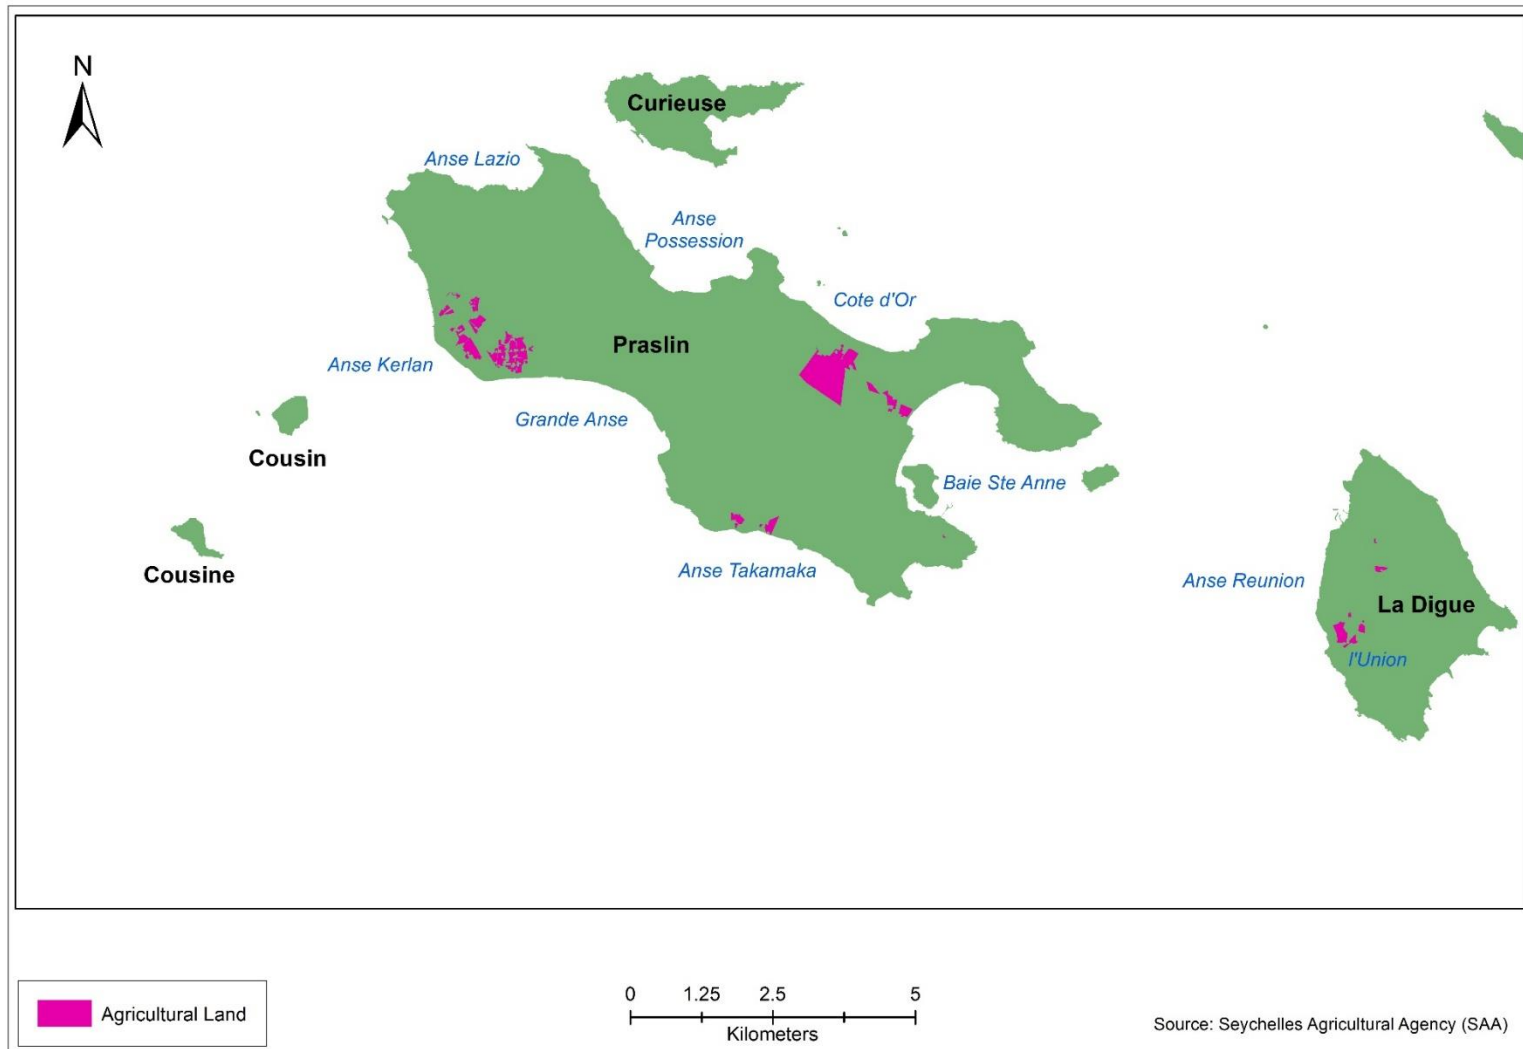 N
Curieuse
Anse Lazio
Anse
Possession
Cote d'Or
Praslin
Anse Kerlan
Grande Anse
Cousin
Baie Ste Anne
Cousine
Anse Takamaka
Anse Reunion
La Digue
l'Union
Agricultural Land
0 1.25 2.5 5
Kilometers
Source: Seychelles Agricultural Agency (SAA)